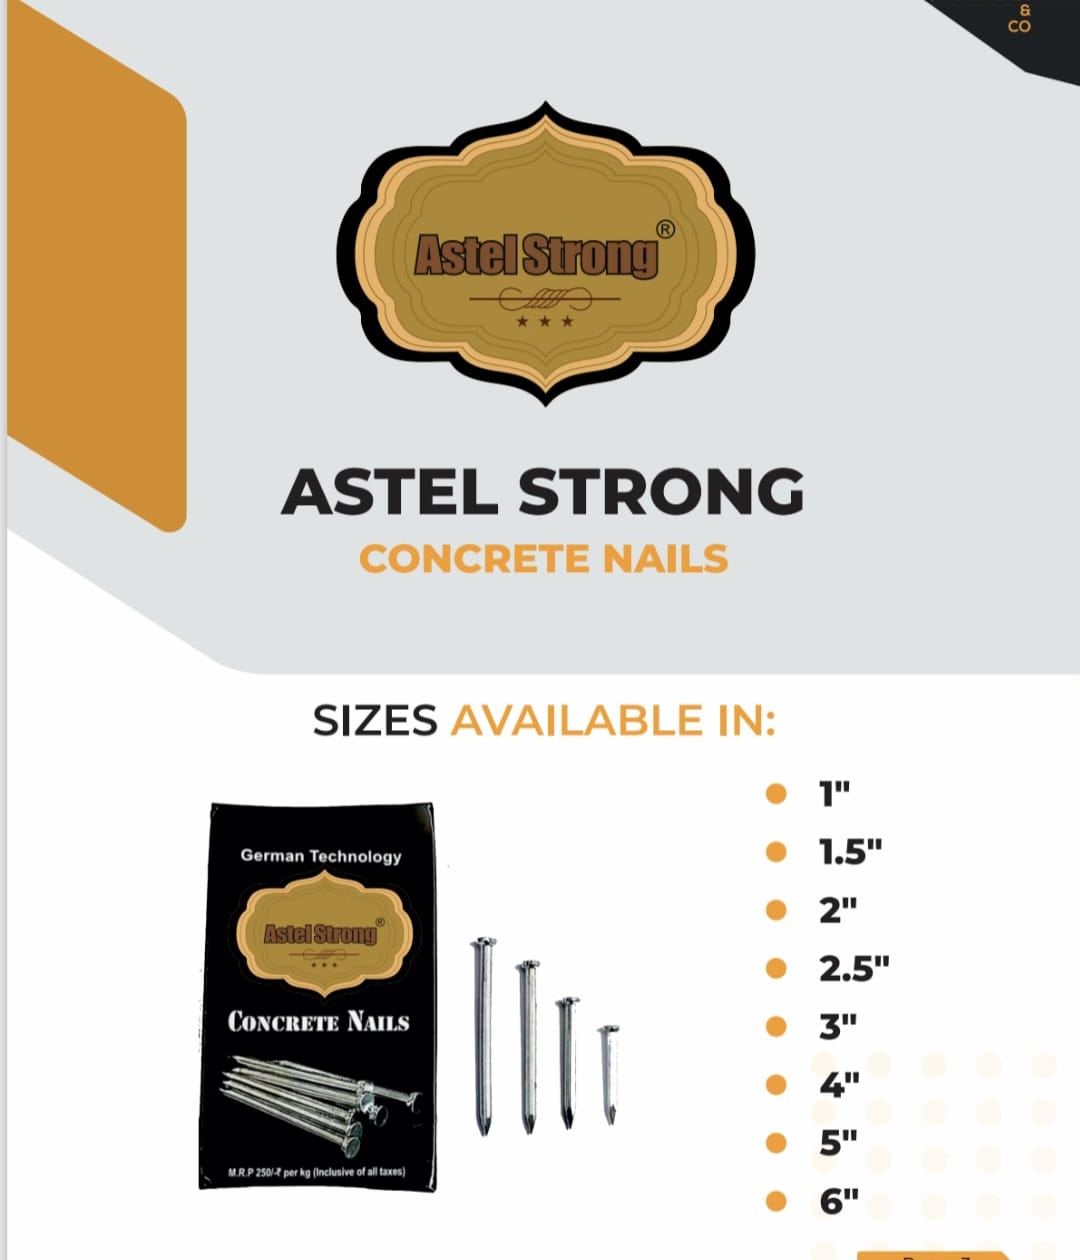 &
CO
Astel Strong®
ASTEL STRONG
CONCRETE NAILS
SIZES AVAILABLE IN:
German Technology
Astel Strong®
CONCRETE NAILS
M.R.P 250/-₹ per kg (Inclusive of all taxes)
1"
1.5"
2"
2.5"
3"
4"
5"
6"